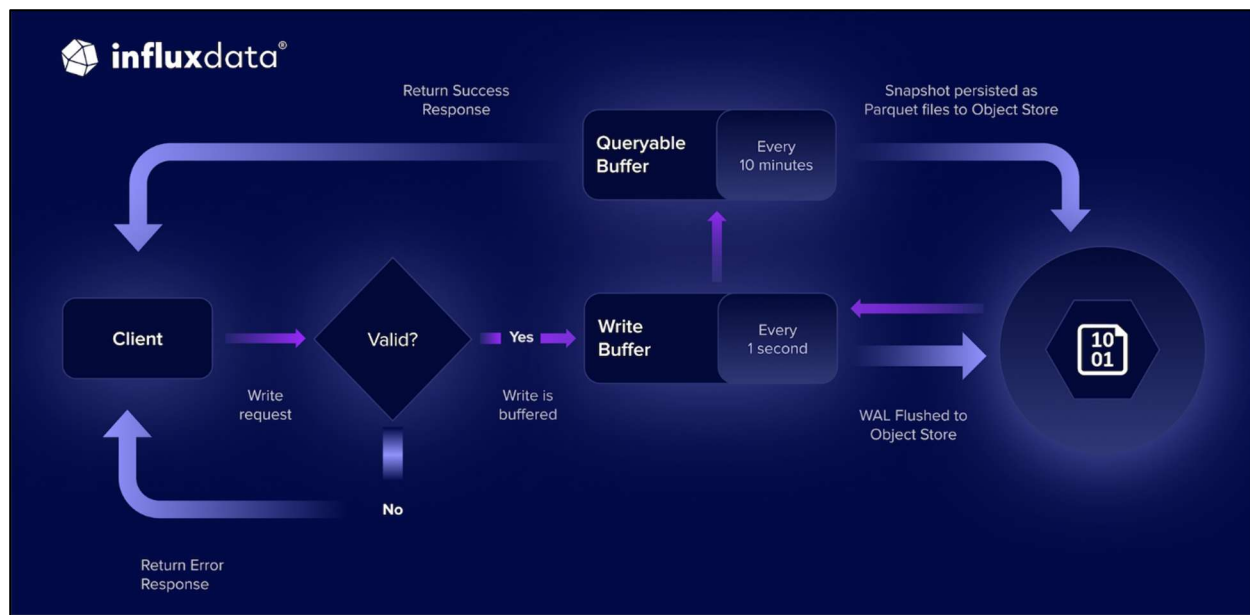 influxdata®
Return Success
Response
Queryable
Buffer
Every
10 minutes
Snapshot persisted as
Parquet files to Object Store
Client
Write
request
Valid?
Yes
Write is
buffered
Write
Buffer
Every
1 second
WAL Flushed to
Object Store
10
01
No
Return Error
Response